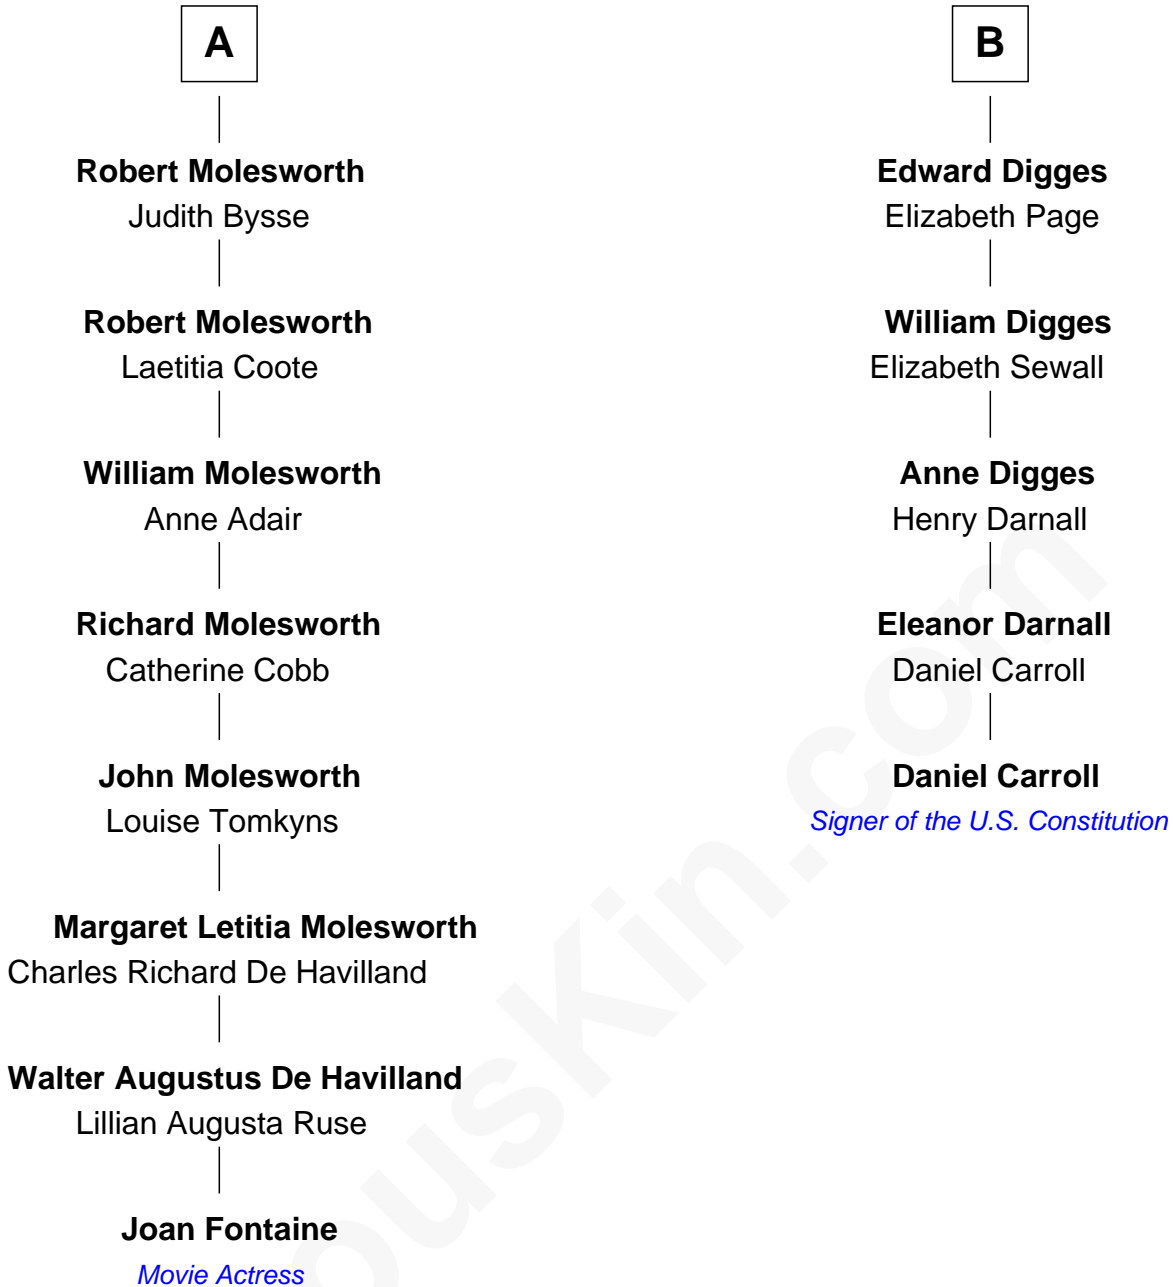 A
Robert Molesworth
Judith Bysse
Robert Molesworth
Laetitia Coote
William Molesworth
Anne Adair
Richard Molesworth
Catherine Cobb
John Molesworth
Louise Tomkyns
Margaret Letitia Molesworth
Charles Richard De Havilland
Walter Augustus De Havilland
Lillian Augusta Ruse
Joan Fontaine
Movie Actress
B
Edward Digges
Elizabeth Page
William Digges
Elizabeth Sewall
Anne Digges
Henry Darnall
Eleanor Darnall
Daniel Carroll
Daniel Carroll
Signer of the U.S. Constitution
ousKin.com